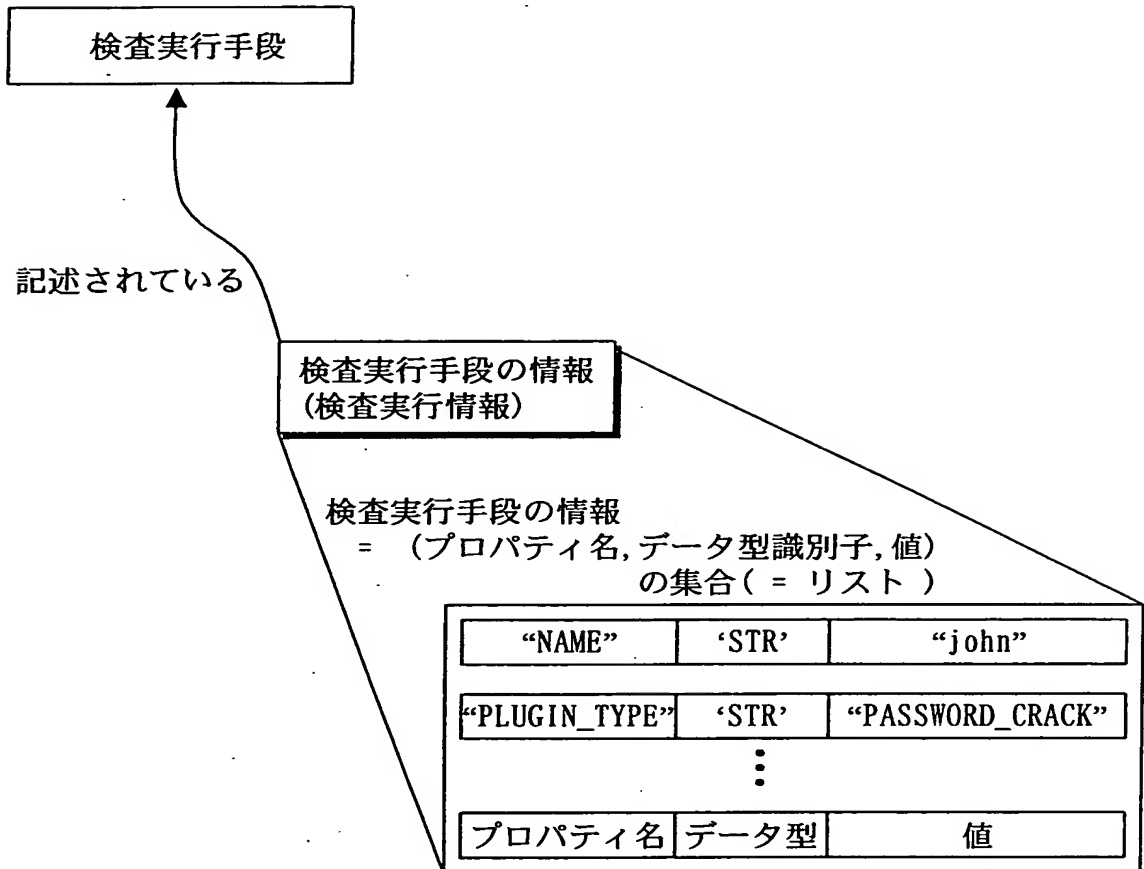 検査実行手段
記述されている
検査実行手段の情報
(検査実行情報)
検査実行手段の情報
= (プロパティ名,データ型識別子,値)
の集合( = リスト )
“NAME” ‘STR’ “john”
“PLUGIN_TYPE” ‘STR’ “PASSWORD_CRACK”
プロパティ名 データ型 値